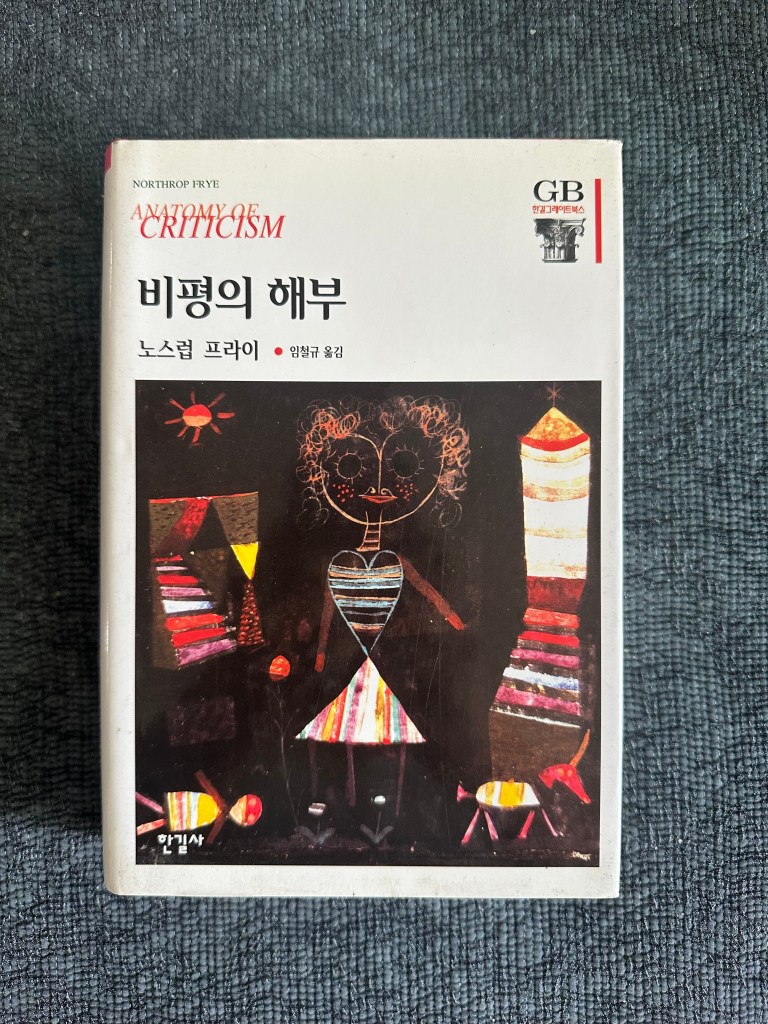 NORTHROP FRYE
ANATOMY OF
CRITICISM
GB
한길그레이트북스
비평의 해부
노스럽 프라이 • 임철규 옮김
한길사